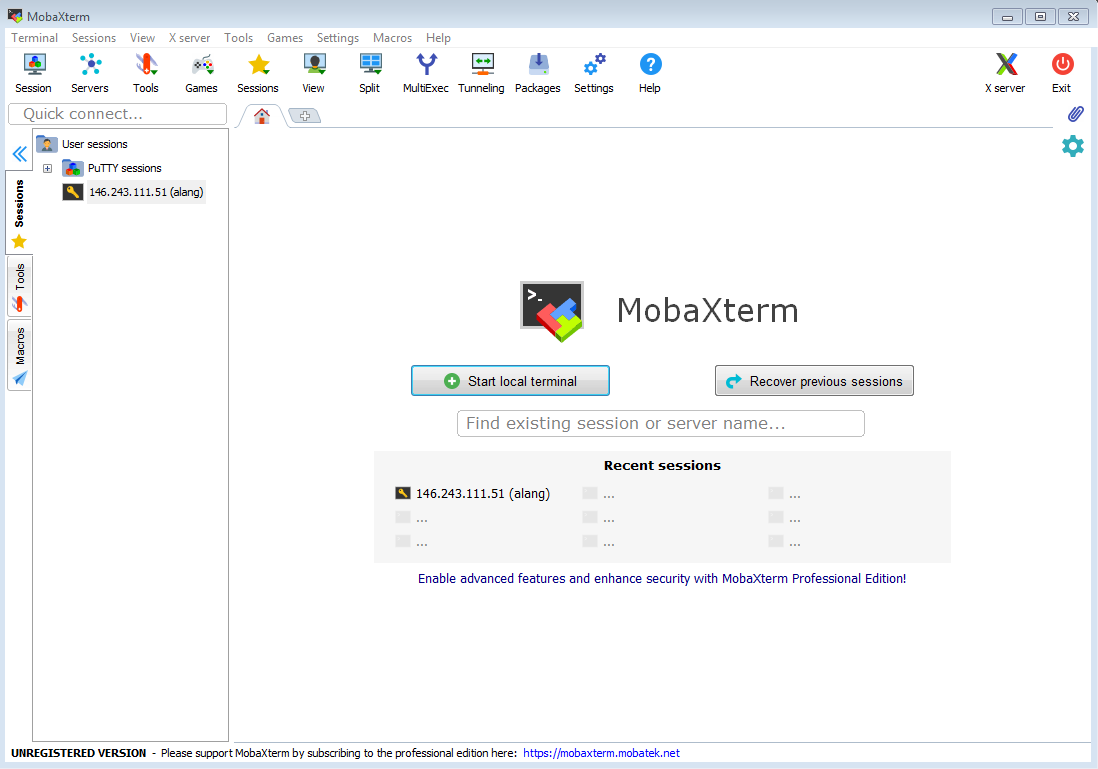 MobaXterm
Terminal Sessions View X server Tools Games Settings Macros Help
Session Servers Tools Games Sessions View Split MultiExec Tunneling Packages Settings Help X server Exit
Quick connect...
User sessions
PuTTY sessions
146.243.111.51 (alang)
Sessions
Tools
Macros
>_
MobaXterm
Start local terminal
Recover previous sessions
Find existing session or server name...
Recent sessions
146.243.111.51 (alang) ... ...
... ... ...
... ... ...
Enable advanced features and enhance security with MobaXterm Professional Edition!
UNREGISTERED VERSION - Please support MobaXterm by subscribing to the professional edition here: https://mobaxterm.mobatek.net